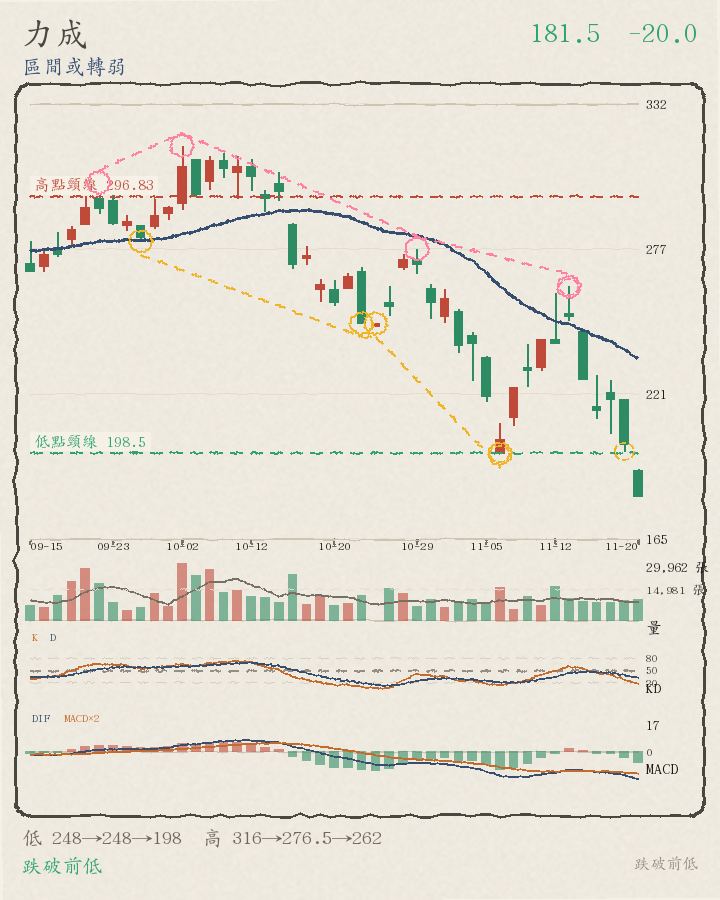 力成
181.5 -20.0
區間或轉弱
332
高點頸線 296.83
277
221
低點頸線 198.5
165
09-15 09-23 10-02 10-12 10-20 10-29 11-05 11-12 11-20
29,962 張
14,981 張
量
K D
80
50
20
KD
DIF MACD×2
17
0
MACD
低 248→248→198 高 316→276.5→262
跌破前低
跌破前低